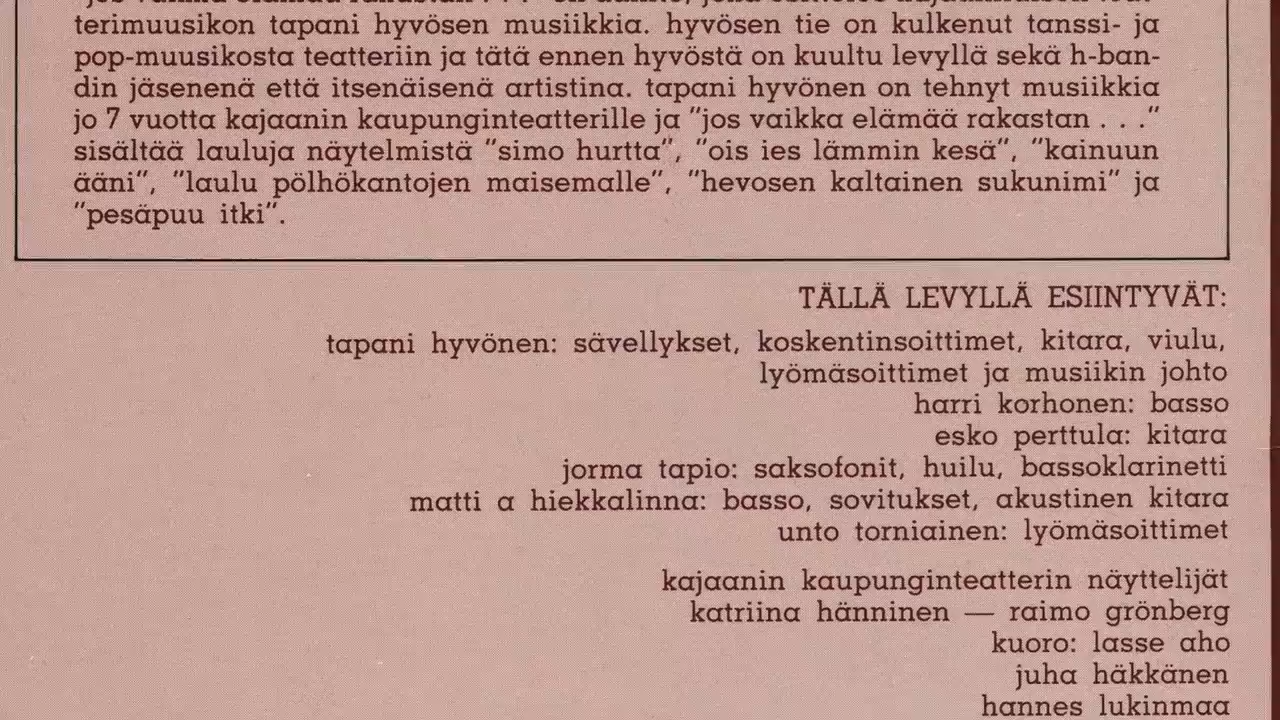 terimuusikon tapani hyvösen musiikkia. hyvösen tie on kulkenut tanssi- ja
pop-muusikosta teatteriin ja tätä ennen hyvöstä on kuultu levyllä sekä h-ban-
din jäsenenä että itsenäisenä artistina. tapani hyvönen on tehnyt musiikkia
jo 7 vuotta kajaanin kaupunginteatterille ja "jos vaikka elämää rakastan . . ."
sisältää lauluja näytelmistä "simo hurtta", "ois ies lämmin kesä", "kainuun
ääni", "laulu pölhökantojen maisemalle", "hevosen kaltainen sukunimi" ja
"pesäpuu itki".
TÄLLÄ LEVYLLÄ ESIINTYVÄT:
tapani hyvönen: sävellykset, koskentinsoittimet, kitara, viulu,
lyömäsoittimet ja musiikin johto
harri korhonen: basso
esko perttula: kitara
jorma tapio: saksofonit, huilu, bassoklarinetti
matti a hiekkalinna: basso, sovitukset, akustinen kitara
unto torniainen: lyömäsoittimet
kajaanin kaupunginteatterin näyttelijät
katriina hänninen — raimo grönberg
kuoro: lasse aho
juha häkkänen
hannes lukinmaa